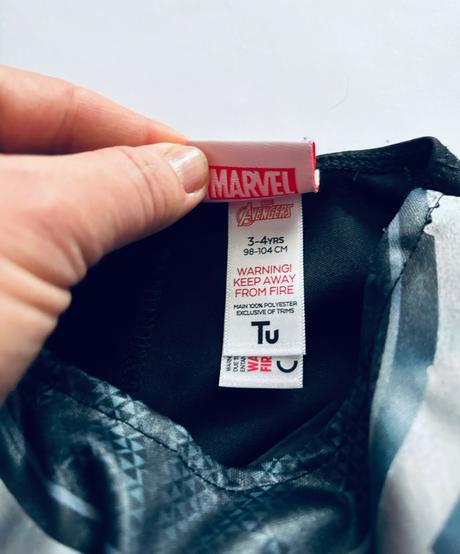 MARVEL
AVENGERS
3-4YRS
98-104 CM
WARNING!
KEEP AWAY
FROM FIRE
MAIN 100% POLYESTER
EXCLUSIVE OF TRIMS
Tu